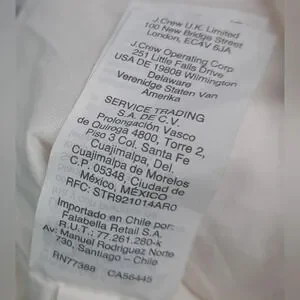 J.Crew U.K. Limited
100 New Bridge Street
London, EC4V 6JA
J.Crew Operating Corp
251 Little Falls Drive
USA DE 19808 Wilmington
Delaware
Verenidge Staten Van
Amerika
SERVICE TRADING
S.A. DE C.V.
Prolongación Vasco
de Quiroga 4800, Torre 2,
Piso 3 Col. Santa Fe
Cuajimalpa, Del.
Cuajimalpa de Morelos
C.P. 05348, Ciudad de
México, MÉXICO
RFC: STR921014AR0
Importado en Chile por:
Falabella Retail S.A.
R.U.T.: 77.261.280-k
Av. Manuel Rodriguez Norte
730, Santiago - Chile
RN77388 CA56445